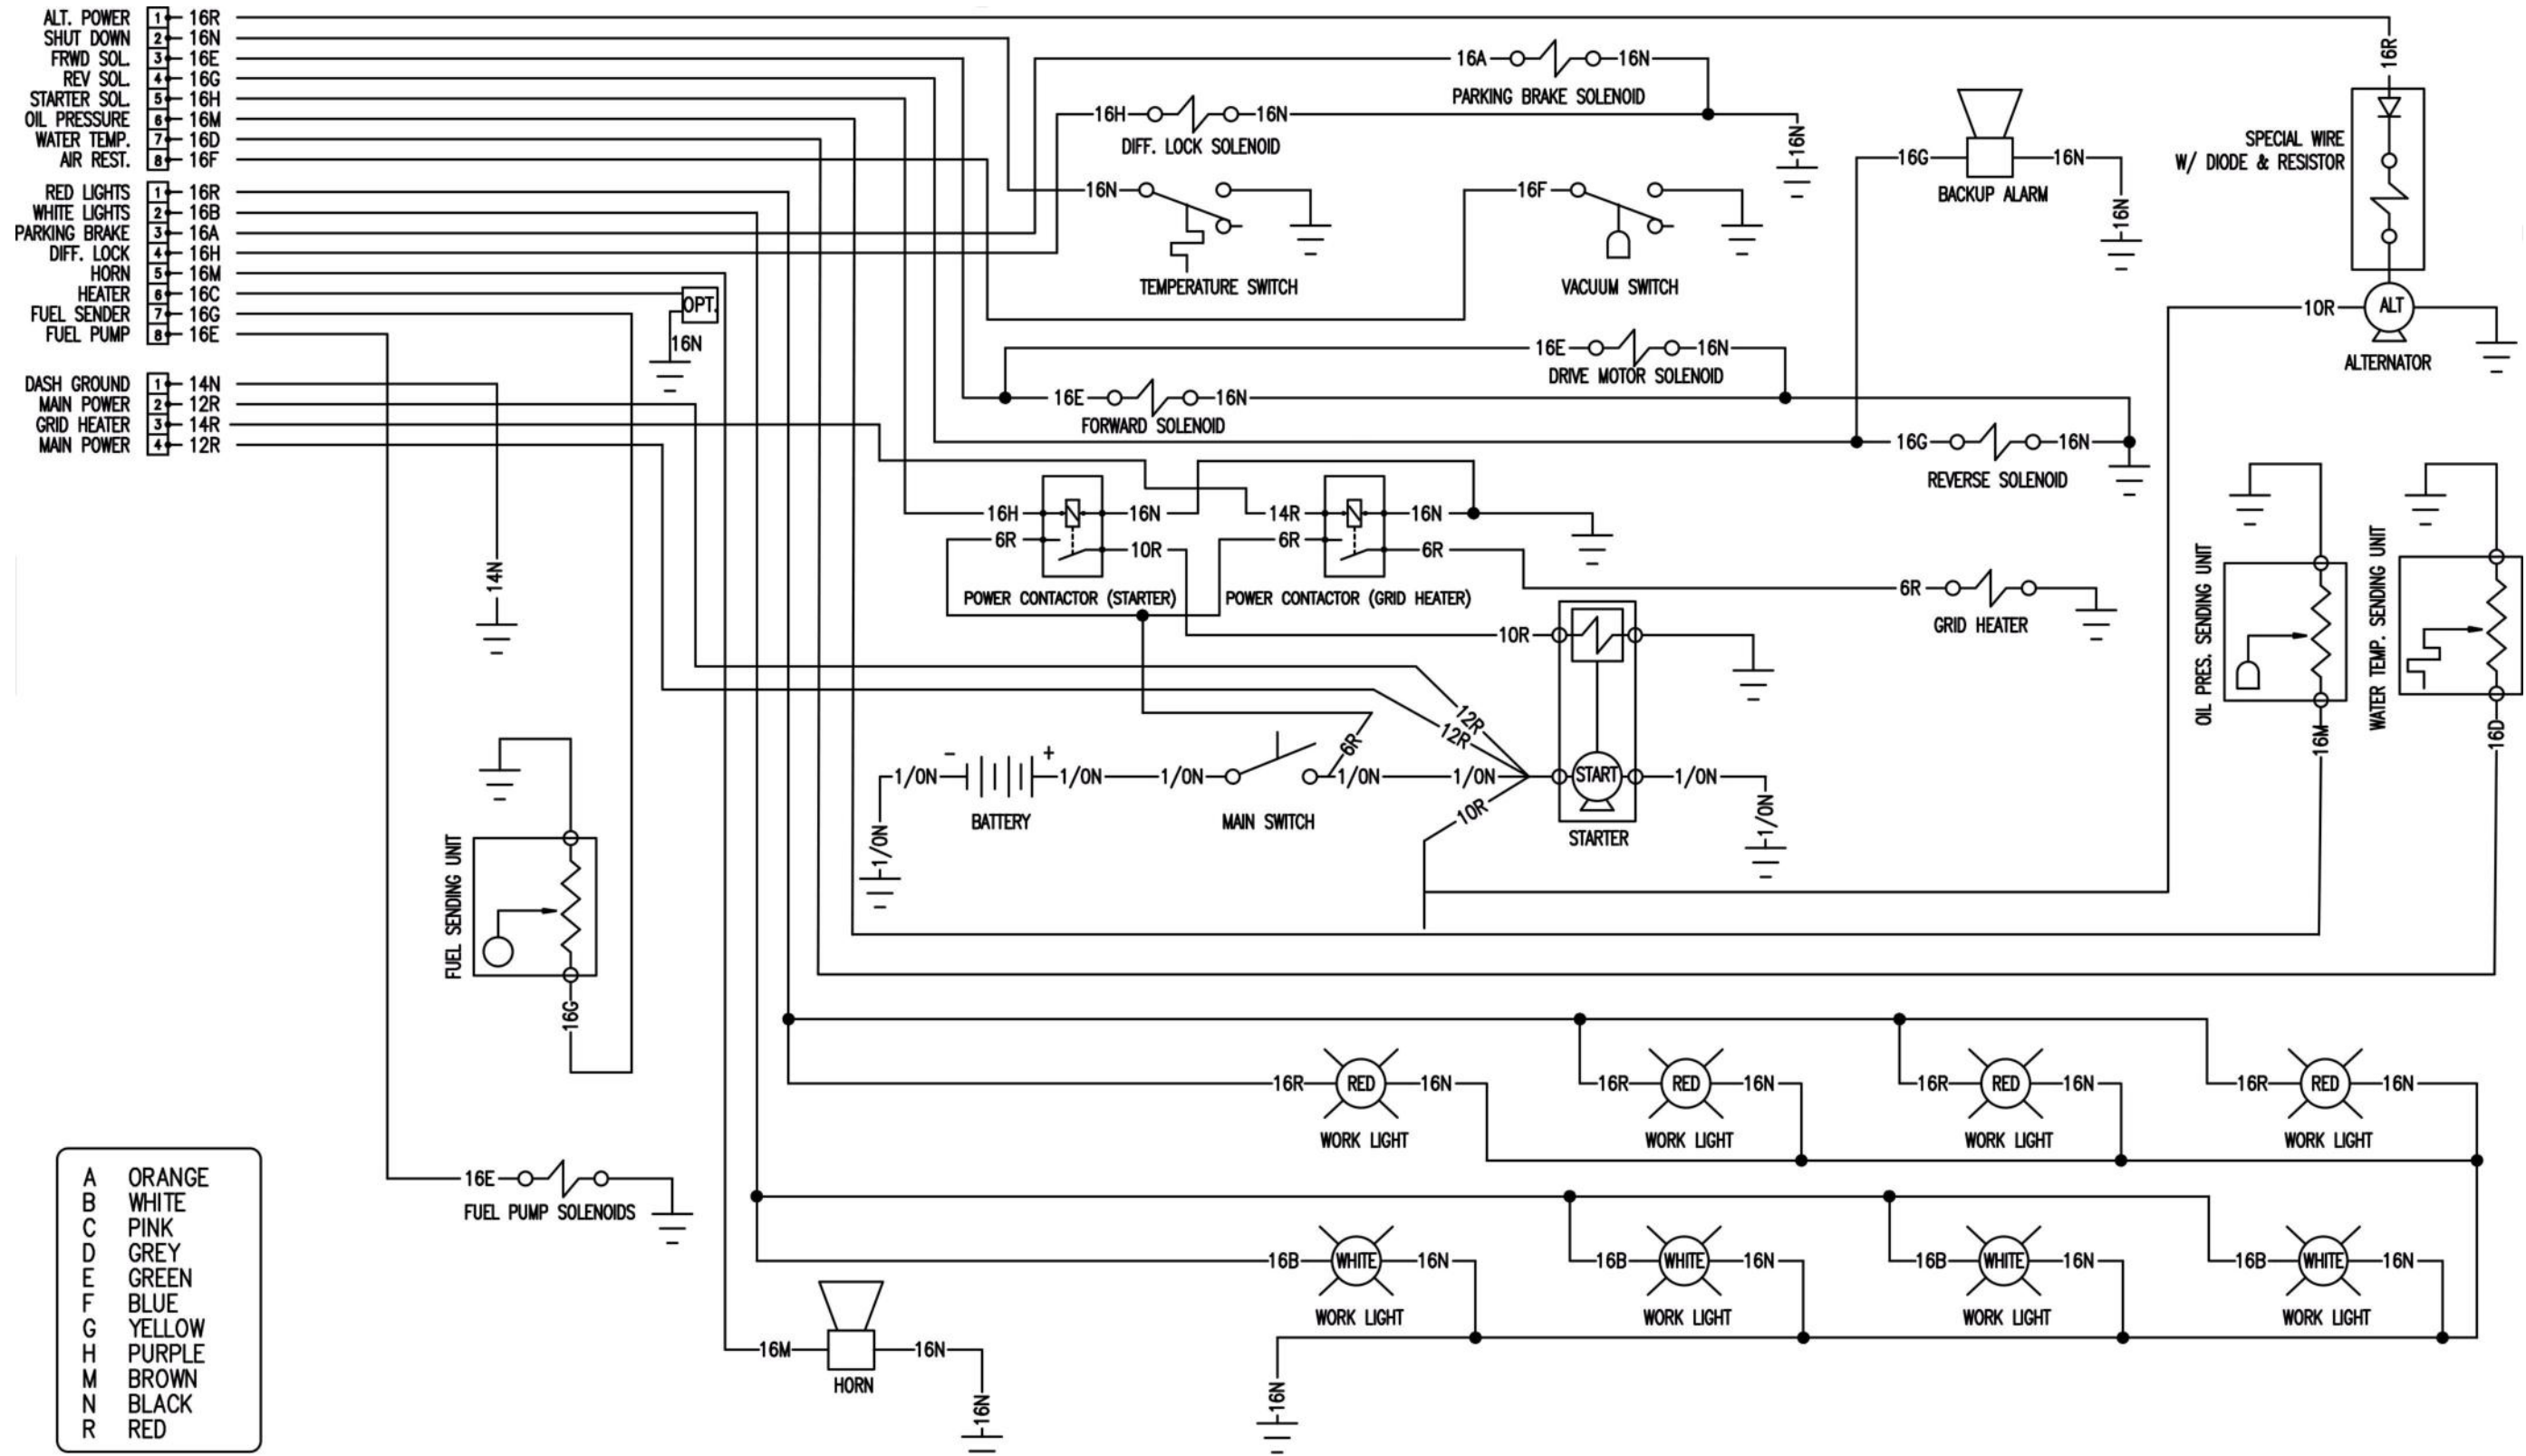 ALT. POWER 1 16R
SHUT DOWN 2 16N
FRWD SOL. 3 16E
REV SOL. 4 16G
STARTER SOL. 5 16H
OIL PRESSURE 6 16M
WATER TEMP. 7 16D
AIR REST. 8 16F
RED LIGHTS 1 16R
WHITE LIGHTS 2 16B
PARKING BRAKE 3 16A
DIFF. LOCK 4 16H
HORN 5 16M
HEATER 6 16C
FUEL SENDER 7 16G
FUEL PUMP 8 16E
OPT.
16N
DASH GROUND 1 14N
MAIN POWER 2 12R
GRID HEATER 3 14R
MAIN POWER 4 12R
14N
16A 16N
PARKING BRAKE SOLENOID
16H 16N
DIFF. LOCK SOLENOID
16N
16N
TEMPERATURE SWITCH
16F
VACUUM SWITCH
16G 16N
BACKUP ALARM
16N
16R
SPECIAL WIRE
W/ DIODE & RESISTOR
10R ALT
ALTERNATOR
16E 16N
DRIVE MOTOR SOLENOID
16E 16N
FORWARD SOLENOID
16G 16N
REVERSE SOLENOID
16H 16N
6R 10R
POWER CONTACTOR (STARTER)
14R 16N
6R 6R
POWER CONTACTOR (GRID HEATER)
6R
GRID HEATER
10R
12R
12R
6R
- +
1/0N 1/0N 1/0N 1/0N 1/0N START 1/0N
10R
1/0N
BATTERY
MAIN SWITCH
STARTER
1/0N
OIL PRES. SENDING UNIT
16M
WATER TEMP. SENDING UNIT
16D
FUEL SENDING UNIT
16G
16R RED 16N
WORK LIGHT
16R RED 16N
WORK LIGHT
16R RED 16N
WORK LIGHT
16R RED 16N
WORK LIGHT
16B WHITE 16N
WORK LIGHT
16B WHITE 16N
WORK LIGHT
16B WHITE 16N
WORK LIGHT
16B WHITE 16N
WORK LIGHT
16N
16E
FUEL PUMP SOLENOIDS
16M 16N
HORN
16N
A ORANGE
B WHITE
C PINK
D GREY
E GREEN
F BLUE
G YELLOW
H PURPLE
M BROWN
N BLACK
R RED